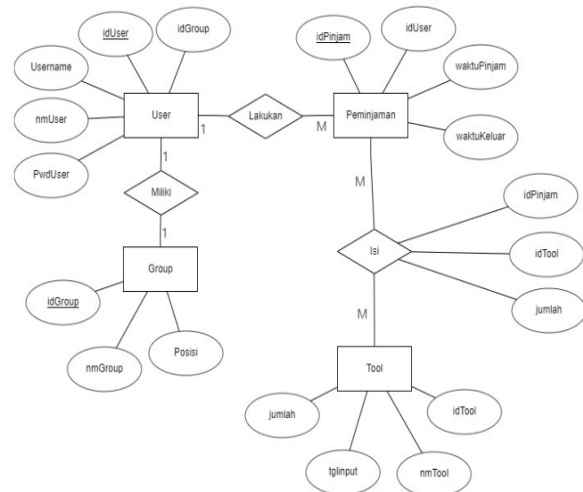 idUser
idGroup
Username
nmUser
PwdUser
User
1
Lakukan
M
idPinjam
idUser
waktuPinjam
waktuKeluar
Peminjaman
1
Miliki
1
Group
idGroup
nmGroup
Posisi
M
Isi
idPinjam
idTool
jumlah
M
Tool
jumlah
tglinput
nmTool
idTool